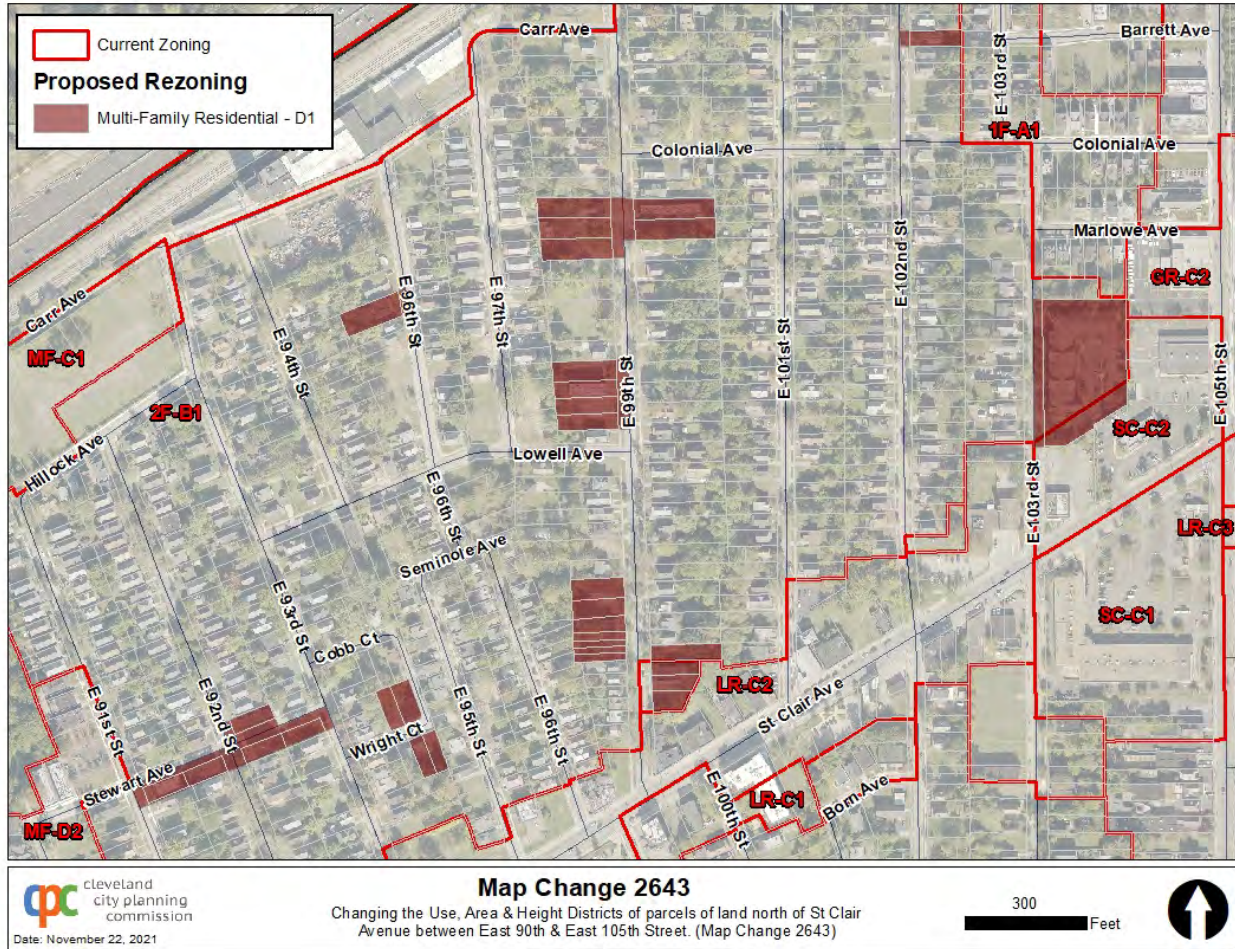 Current Zoning
Proposed Rezoning
Multi-Family Residential - D1
Carr Ave
E 103rd St
Barrett Ave
1F-A1
Colonial Ave
Colonial Ave
Marlowe Ave
E 102nd St
GR-C2
Carr Ave
E 96th St
E 97th St
MF-C1
E 94th St
E 99th St
E 101st St
E 105th St
2F-B1
SC-C2
Hillock Ave
Lowell Ave
E 96th St
E 103rd St
LR-C3
Seminole Ave
E 93rd St
SC-C1
Cobb Ct
E 91st St
E 92nd St
LR-C2
St Clair Ave
Wright Ct
E 95th St
E 96th St
Stewart Ave
E 100th St
LR-C1
Born Ave
MF-D2
cpc
cleveland
city planning
commission
Date: November 22, 2021
Map Change 2643
Changing the Use, Area & Height Districts of parcels of land north of St Clair
Avenue between East 90th & East 105th Street. (Map Change 2643)
300
Feet